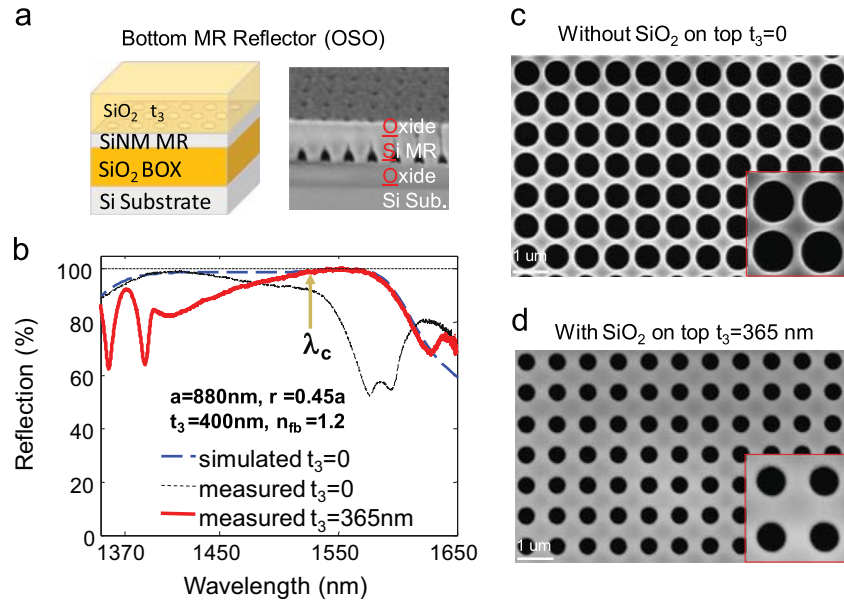 a
Bottom MR Reflector (OSO)
SiO₂ t₃
SiNM MR
SiO₂ BOX
Si Substrate
Oxide
Si MR
Oxide
Si Sub.
b
Reflection (%)
100
80
60
40
20
0
λc
a=880nm, r =0.45a
t₃=400nm, nfb=1.2
simulated t₃=0
measured t₃=0
measured t₃=365nm
1370
1450
1550
1650
Wavelength (nm)
c
Without SiO₂ on top t₃=0
1 um
d
With SiO₂ on top t₃=365 nm
1 um